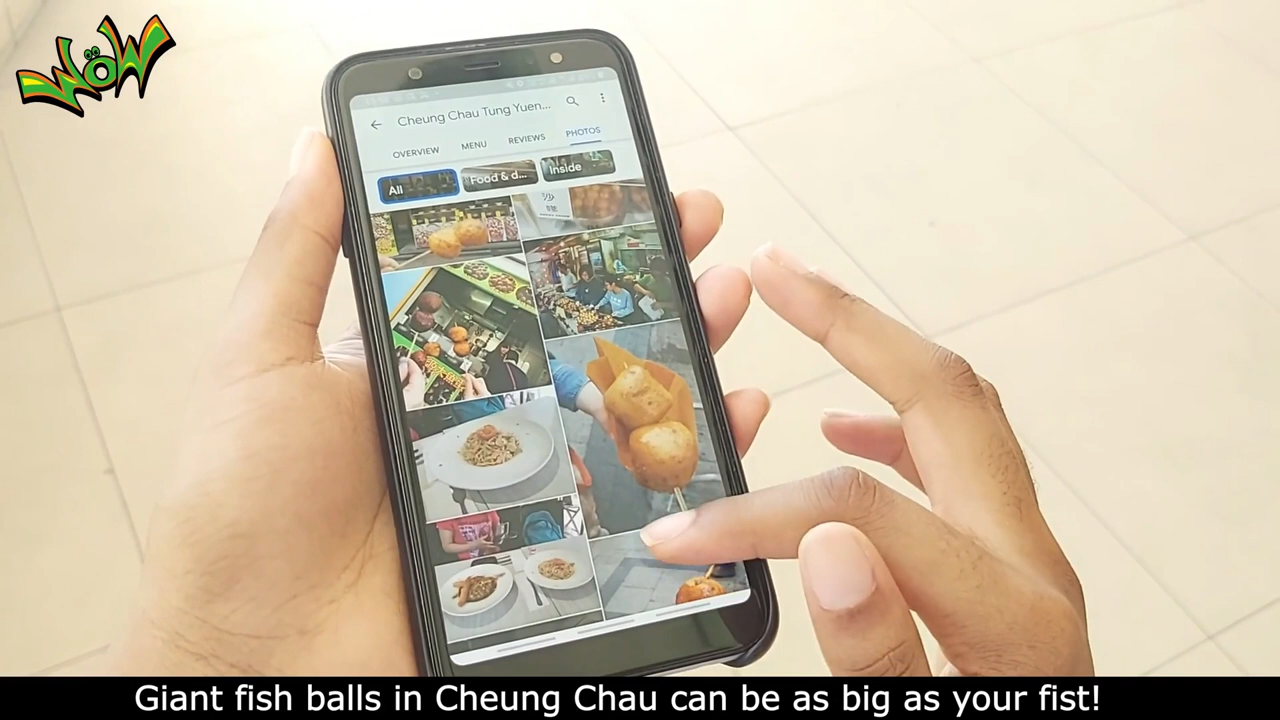 WöW
Cheung Chau Tung Yuen...
OVERVIEW MENU REVIEWS PHOTOS
All Food & d... Inside
Giant fish balls in Cheung Chau can be as big as your fist!